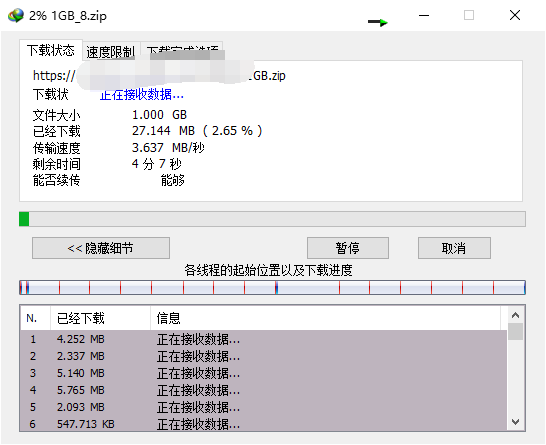 2% 1GB_8.zip
下载状态 速度限制 下载完成选项
https:// 1GB.zip
下载状 正在接收数据...
文件大小 1.000 GB
已经下载 27.144 MB ( 2.65 % )
传输速度 3.637 MB/秒
剩余时间 4 分 7 秒
能否续传 能够
<< 隐藏细节 暂停 取消
各线程的起始位置以及下载进度
N. 已经下载 信息
1 4.252 MB 正在接收数据...
2 2.337 MB 正在接收数据...
3 5.140 MB 正在接收数据...
4 5.765 MB 正在接收数据...
5 2.093 MB 正在接收数据...
6 547.713 KB 正在接收数据...